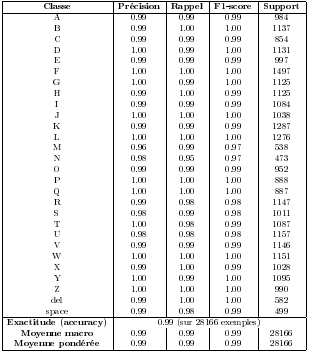 Classe Précision Rappel F1-score Support
A 0.99 0.99 0.99 984
B 0.99 1.00 1.00 1137
C 0.99 0.99 0.99 854
D 1.00 0.99 1.00 1131
E 0.99 0.99 0.99 997
F 1.00 1.00 1.00 1497
G 1.00 0.99 1.00 1125
H 0.99 1.00 0.99 1125
I 0.99 0.99 0.99 1084
J 1.00 1.00 1.00 1038
K 0.99 0.99 0.99 1287
L 1.00 1.00 1.00 1276
M 0.96 0.99 0.97 538
N 0.98 0.95 0.97 473
O 0.99 0.99 0.99 952
P 1.00 1.00 1.00 888
Q 1.00 1.00 1.00 887
R 0.99 0.98 0.98 1147
S 0.98 0.99 0.98 1011
T 1.00 0.98 0.99 1087
U 0.98 0.98 0.98 1157
V 0.99 0.99 0.99 1146
W 1.00 1.00 1.00 1151
X 0.99 1.00 0.99 1028
Y 1.00 0.99 1.00 1095
Z 1.00 1.00 1.00 990
del 0.99 1.00 1.00 582
space 0.99 0.98 0.99 499
Exactitude (accuracy) 0.99 (sur 28166 exemples)
Moyenne macro 0.99 0.99 0.99 28166
Moyenne pondérée 0.99 0.99 0.99 28166